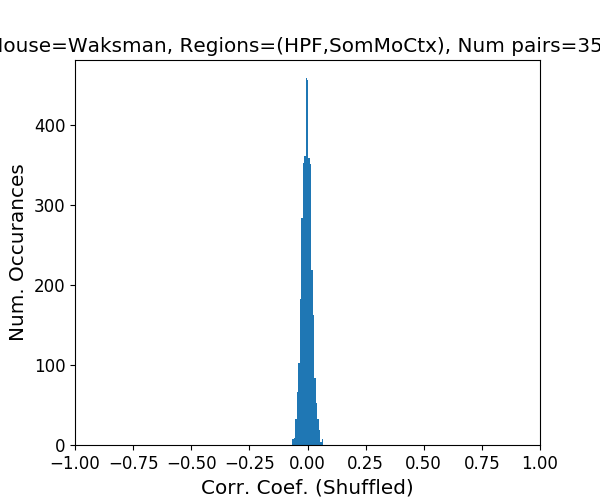 Mouse=Waksman, Regions=(HPF,SomMoCtx), Num pairs=35
Num. Occurances
400
300
200
100
0
−1.00 −0.75 −0.50 −0.25 0.00 0.25 0.50 0.75 1.00
Corr. Coef. (Shuffled)